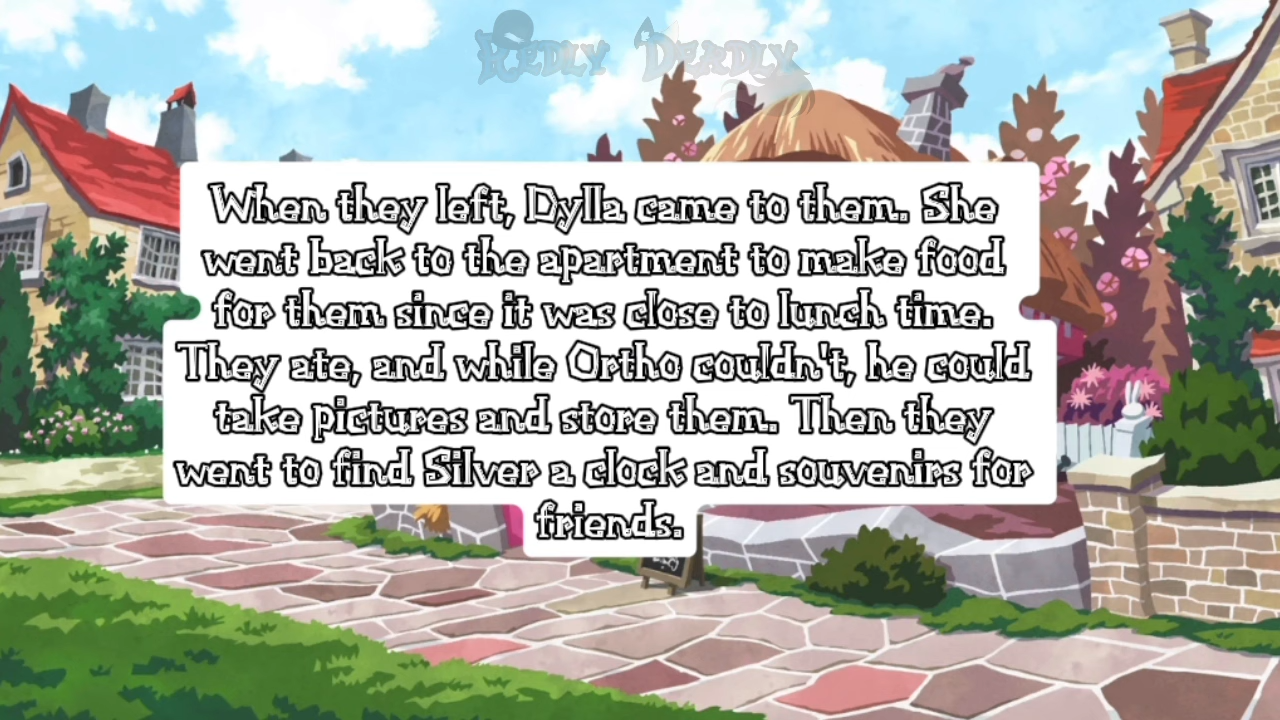 Redly Deadly
When they left, Dylla came to them. She
went back to the apartment to make food
for them since it was close to lunch time.
They ate, and while Ortho couldn't, he could
take pictures and store them. Then they
went to find Silver a clock and souvenirs for
friends.